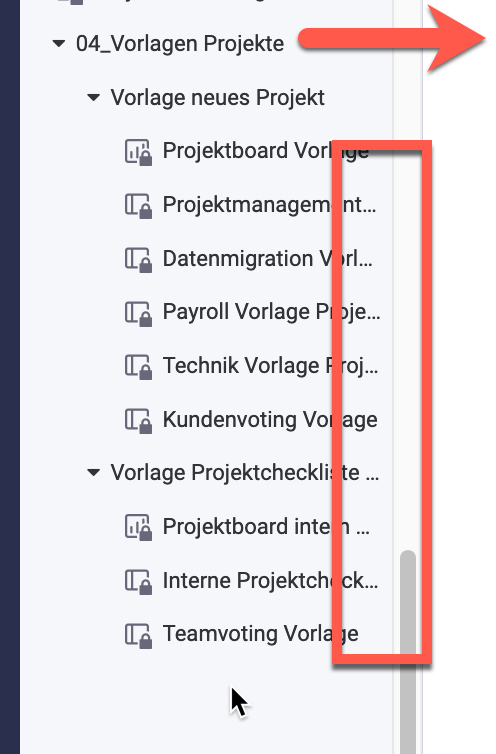 04_Vorlagen Projekte
Vorlage neues Projekt
Projektboard Vorlage
Projektmanagement...
Datenmigration Vorl...
Payroll Vorlage Proje...
Technik Vorlage Proj...
Kundenvoting Vorlage
Vorlage Projektcheckliste ...
Projektboard intern ...
Interne Projektcheck...
Teamvoting Vorlage